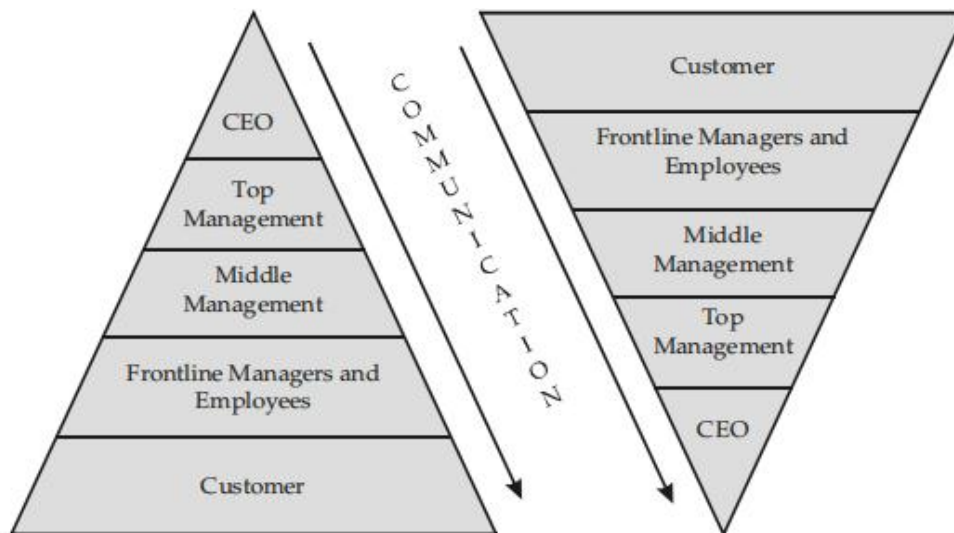 CEO
Top
Management
Middle
Management
Frontline Managers and
Employees
Customer
COMMUNICATION
Customer
Frontline Managers and
Employees
Middle
Management
Top
Management
CEO